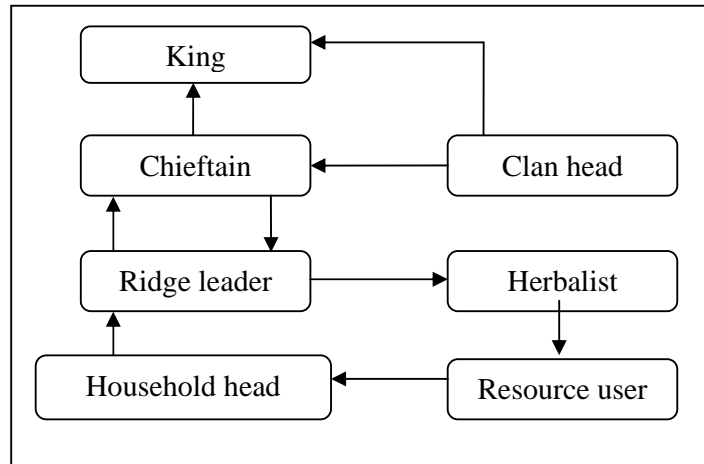 King
Chieftain
Clan head
Ridge leader
Herbalist
Household head
Resource user